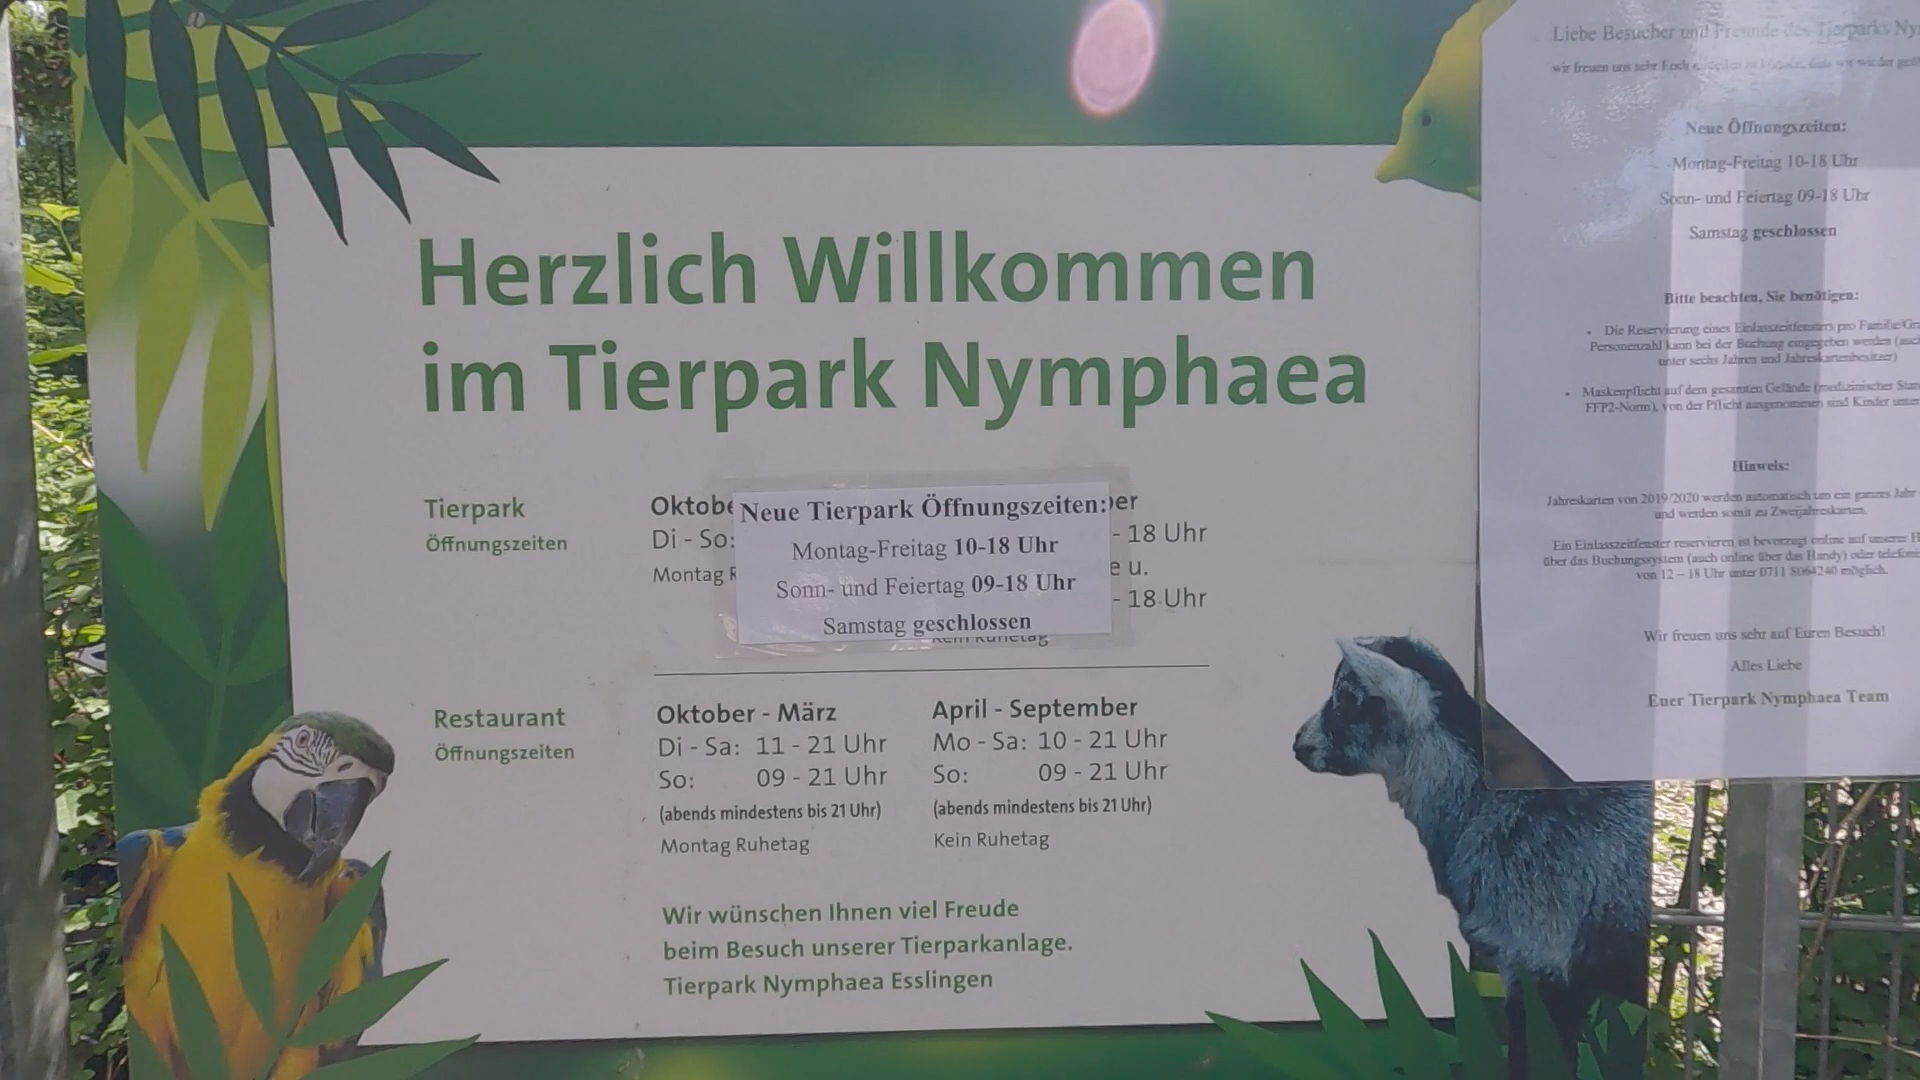 Herzlich Willkommen
im Tierpark Nymphaea
Tierpark
Öffnungszeiten
Oktobe
Di - So:
Montag R
Neue Tierpark Öffnungszeiten:
Montag-Freitag 10-18 Uhr
Sonn- und Feiertag 09-18 Uhr
Samstag geschlossen
er
- 18 Uhr
e u.
- 18 Uhr
Kein Ruhetag
Restaurant
Öffnungszeiten
Oktober - März
Di - Sa: 11 - 21 Uhr
So: 09 - 21 Uhr
(abends mindestens bis 21 Uhr)
Montag Ruhetag
April - September
Mo - Sa: 10 - 21 Uhr
So: 09 - 21 Uhr
(abends mindestens bis 21 Uhr)
Kein Ruhetag
Wir wünschen Ihnen viel Freude
beim Besuch unserer Tierparkanlage.
Tierpark Nymphaea Esslingen
Liebe Besucher und Freunde des Tierparks Ny
wir freuen uns sehr Euch
Neue Öffnungszeiten:
Montag-Freitag 10-18 Uhr
Sonn- und Feiertag 09-18 Uhr
Samstag geschlossen
Bitte beachten, Sie benötigen:
• Die Reservierung eines Einlasszeitfensters pro Familie/Gr
Personenzahl kann bei der Buchung eingegeben werden (auc
unter sechs Jahren und Jahreskartenbesitzer)
• Maskenpflicht auf dem gesamten Gelände (medizinischer
FFP2-Norm), von der Pflicht ausgenommen sind Kinder unter
Hinweis:
Jahreskarten von 2019/2020 werden automatisch um ein ganzes Jahr
und werden somit zu Zweijahreskarten.
Ein Einlasszeitfenster reservieren ist bevorzugt online auf unserer H
über das Buchungssystem (auch online über das Handy) oder telefoni
von 12 – 18 Uhr unter 0711 8064240 möglich.
Wir freuen uns sehr auf Euren Besuch!
Alles Liebe
Euer Tierpark Nymphaea Team